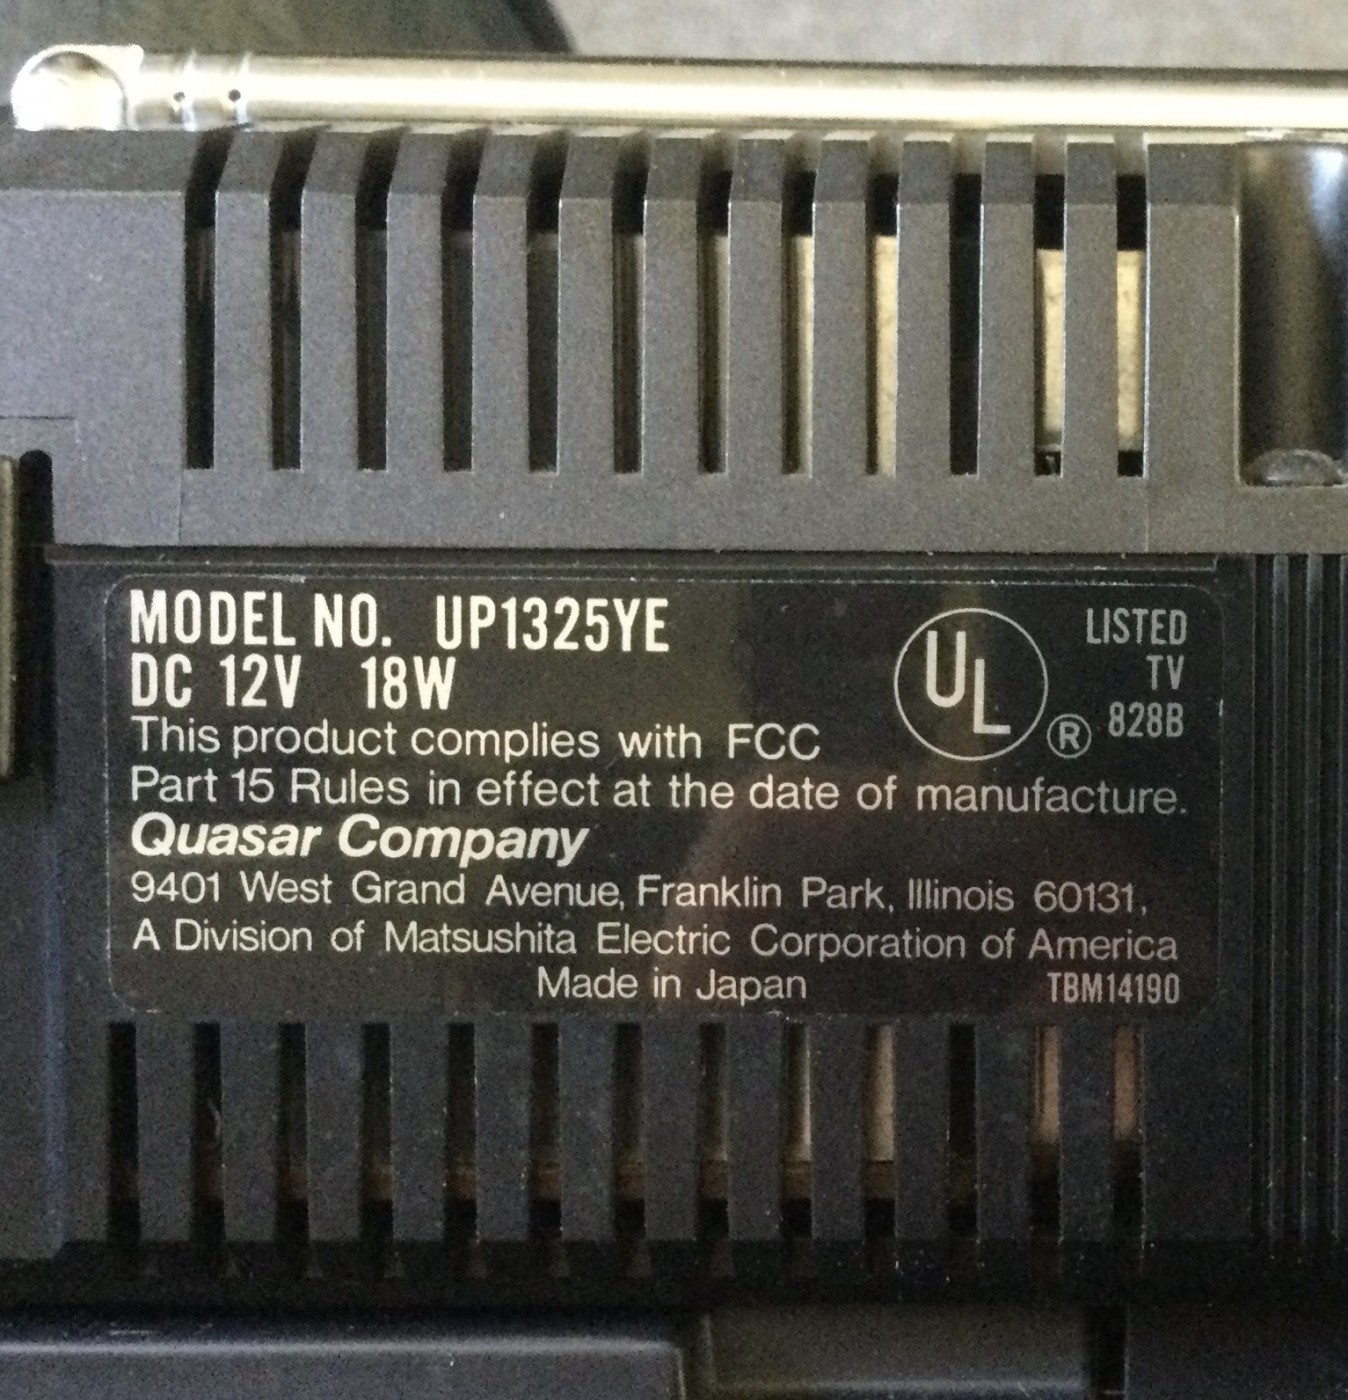 MODEL NO. UP1325YE
DC 12V 18W
UL ® LISTED
TV
828B
This product complies with FCC
Part 15 Rules in effect at the date of manufacture.
Quasar Company
9401 West Grand Avenue, Franklin Park, Illinois 60131,
A Division of Matsushita Electric Corporation of America
Made in Japan TBM14190